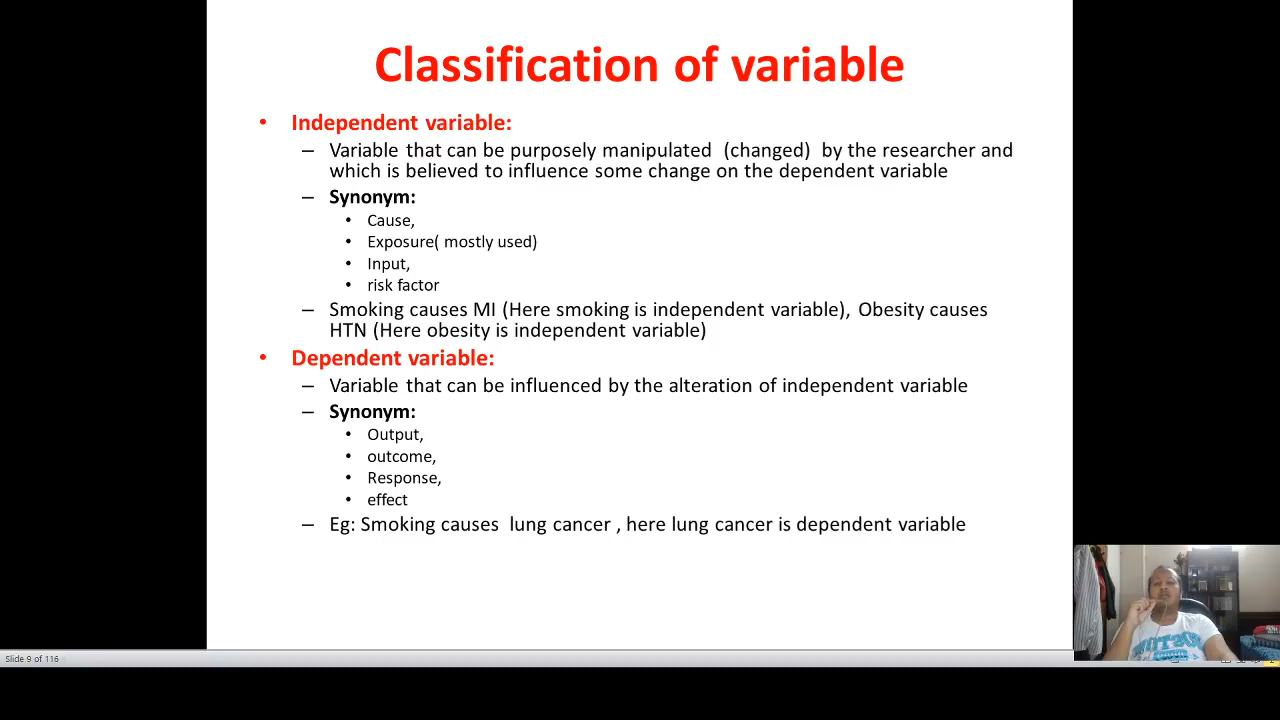 Classification of variable
• Independent variable:
– Variable that can be purposely manipulated (changed) by the researcher and
which is believed to influence some change on the dependent variable
– Synonym:
• Cause,
• Exposure( mostly used)
• Input,
• risk factor
– Smoking causes MI (Here smoking is independent variable), Obesity causes
HTN (Here obesity is independent variable)
• Dependent variable:
– Variable that can be influenced by the alteration of independent variable
– Synonym:
• Output,
• outcome,
• Response,
• effect
– Eg: Smoking causes lung cancer , here lung cancer is dependent variable
Slide 9 of 116